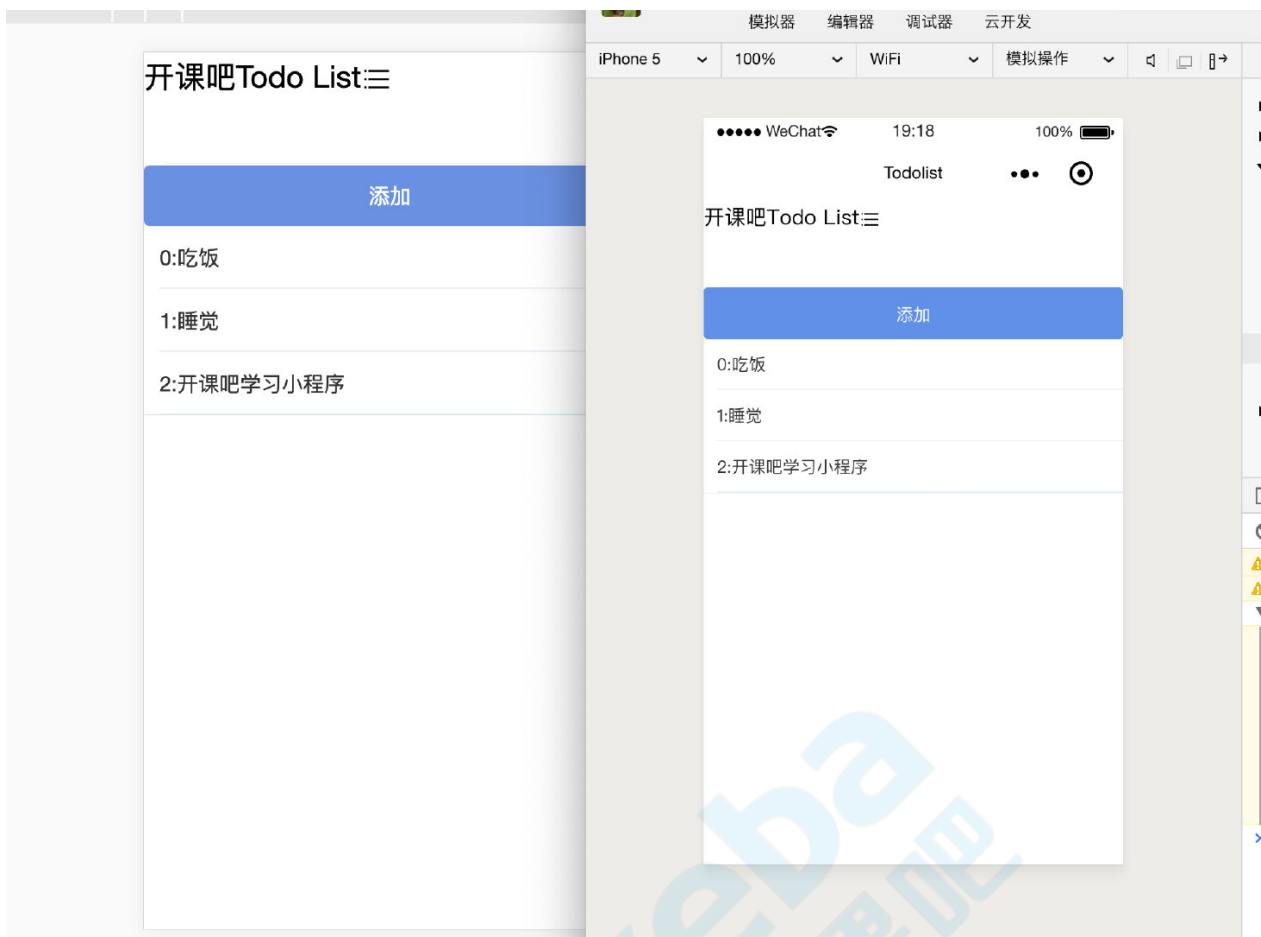 开课吧Todo List
添加
0:吃饭
1:睡觉
2:开课吧学习小程序
模拟器 编辑器 调试器 云开发
iPhone 5 100% WiFi 模拟操作
WeChat 19:18 100%
Todolist
开课吧Todo List
添加
0:吃饭
1:睡觉
2:开课吧学习小程序